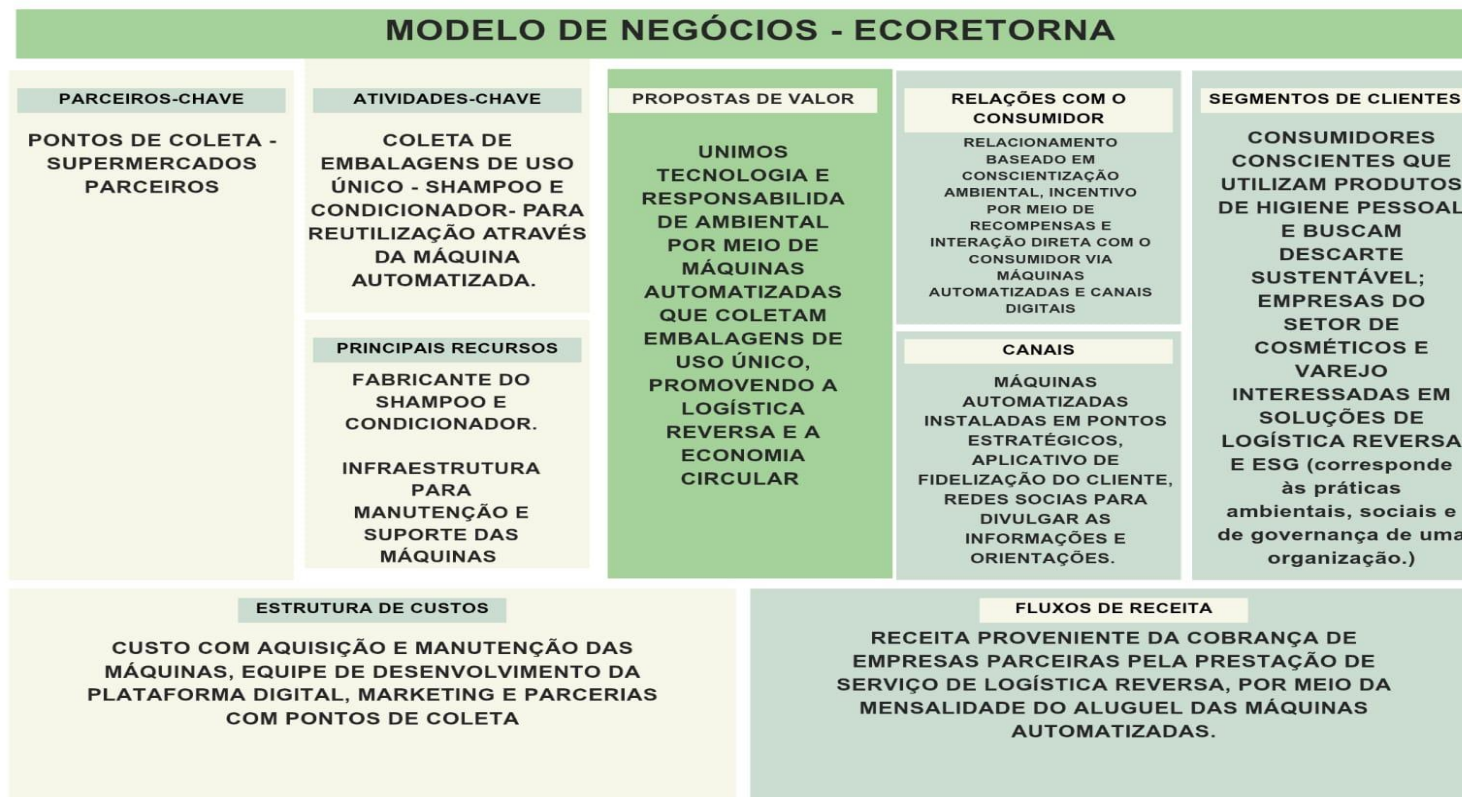 MODELO DE NEGÓCIOS - ECORETORNA
PARCEIROS-CHAVE
PONTOS DE COLETA -
SUPERMERCADOS
PARCEIROS
ATIVIDADES-CHAVE
COLETA DE
EMBALAGENS DE USO
ÚNICO - SHAMPOO E
CONDICIONADOR- PARA
REUTILIZAÇÃO ATRAVÉS
DA MÁQUINA
AUTOMATIZADA.
PRINCIPAIS RECURSOS
FABRICANTE DO
SHAMPOO E
CONDICIONADOR.
INFRAESTRUTURA
PARA
MANUTENÇÃO E
SUPORTE DAS
MÁQUINAS
PROPOSTAS DE VALOR
UNIMOS
TECNOLOGIA E
RESPONSABILIDA
DE AMBIENTAL
POR MEIO DE
MÁQUINAS
AUTOMATIZADAS
QUE COLETAM
EMBALAGENS DE
USO ÚNICO,
PROMOVENDO A
LOGÍSTICA
REVERSA E A
ECONOMIA
CIRCULAR
RELAÇÕES COM O
CONSUMIDOR
RELACIONAMENTO
BASEADO EM
CONSCIENTIZAÇÃO
AMBIENTAL, INCENTIVO
POR MEIO DE
RECOMPENSAS E
INTERAÇÃO DIRETA COM O
CONSUMIDOR VIA
MÁQUINAS
AUTOMATIZADAS E CANAIS
DIGITAIS
CANAIS
MÁQUINAS
AUTOMATIZADAS
INSTALADAS EM PONTOS
ESTRATÉGICOS,
APLICATIVO DE
FIDELIZAÇÃO DO CLIENTE,
REDES SOCIAS PARA
DIVULGAR AS
INFORMAÇÕES E
ORIENTAÇÕES.
SEGMENTOS DE CLIENTES
CONSUMIDORES
CONSCIENTES QUE
UTILIZAM PRODUTOS
DE HIGIENE PESSOAL
E BUSCAM
DESCARTE
SUSTENTÁVEL;
EMPRESAS DO
SETOR DE
COSMÉTICOS E
VAREJO
INTERESSADAS EM
SOLUÇÕES DE
LOGÍSTICA REVERSA
E ESG (corresponde
às práticas
ambientais, sociais e
de governança de uma
organização.)
ESTRUTURA DE CUSTOS
CUSTO COM AQUISIÇÃO E MANUTENÇÃO DAS
MÁQUINAS, EQUIPE DE DESENVOLVIMENTO DA
PLATAFORMA DIGITAL, MARKETING E PARCERIAS
COM PONTOS DE COLETA
FLUXOS DE RECEITA
RECEITA PROVENIENTE DA COBRANÇA DE
EMPRESAS PARCEIRAS PELA PRESTAÇÃO DE
SERVIÇO DE LOGÍSTICA REVERSA, POR MEIO DA
MENSALIDADE DO ALUGUEL DAS MÁQUINAS
AUTOMATIZADAS.